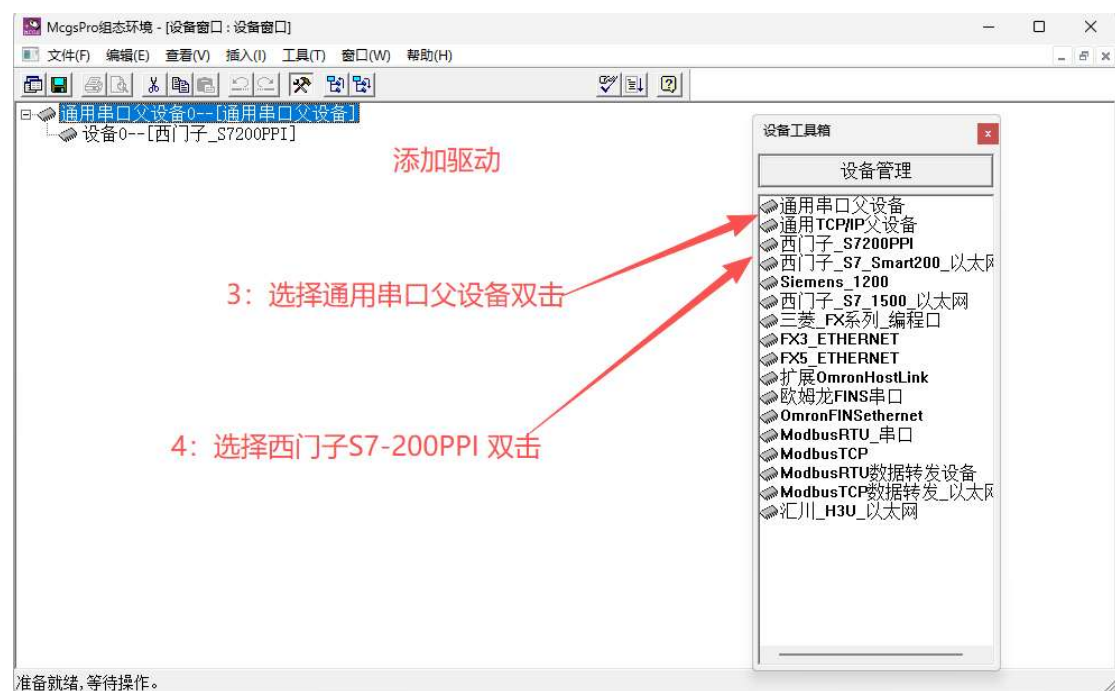 McgsPro组态环境 - [设备窗口 : 设备窗口]
文件(F) 编辑(E) 查看(V) 插入(I) 工具(T) 窗口(W) 帮助(H)
通用串口父设备0--[通用串口父设备]
设备0--[西门子_S7200PPI]
添加驱动
3：选择通用串口父设备双击
4：选择西门子S7-200PPI 双击
设备工具箱
设备管理
通用串口父设备
通用TCP/IP父设备
西门子_S7200PPI
西门子_S7_Smart200_以太网
Siemens_1200
西门子_S7_1500_以太网
三菱_FX系列_编程口
FX3_ETHERNET
FX5_ETHERNET
扩展OmronHostLink
欧姆龙FINS串口
OmronFINSethernet
ModbusRTU_串口
ModbusTCP
ModbusRTU数据转发设备
ModbusTCP数据转发_以太网
汇川_H3U_以太网
准备就绪,等待操作。